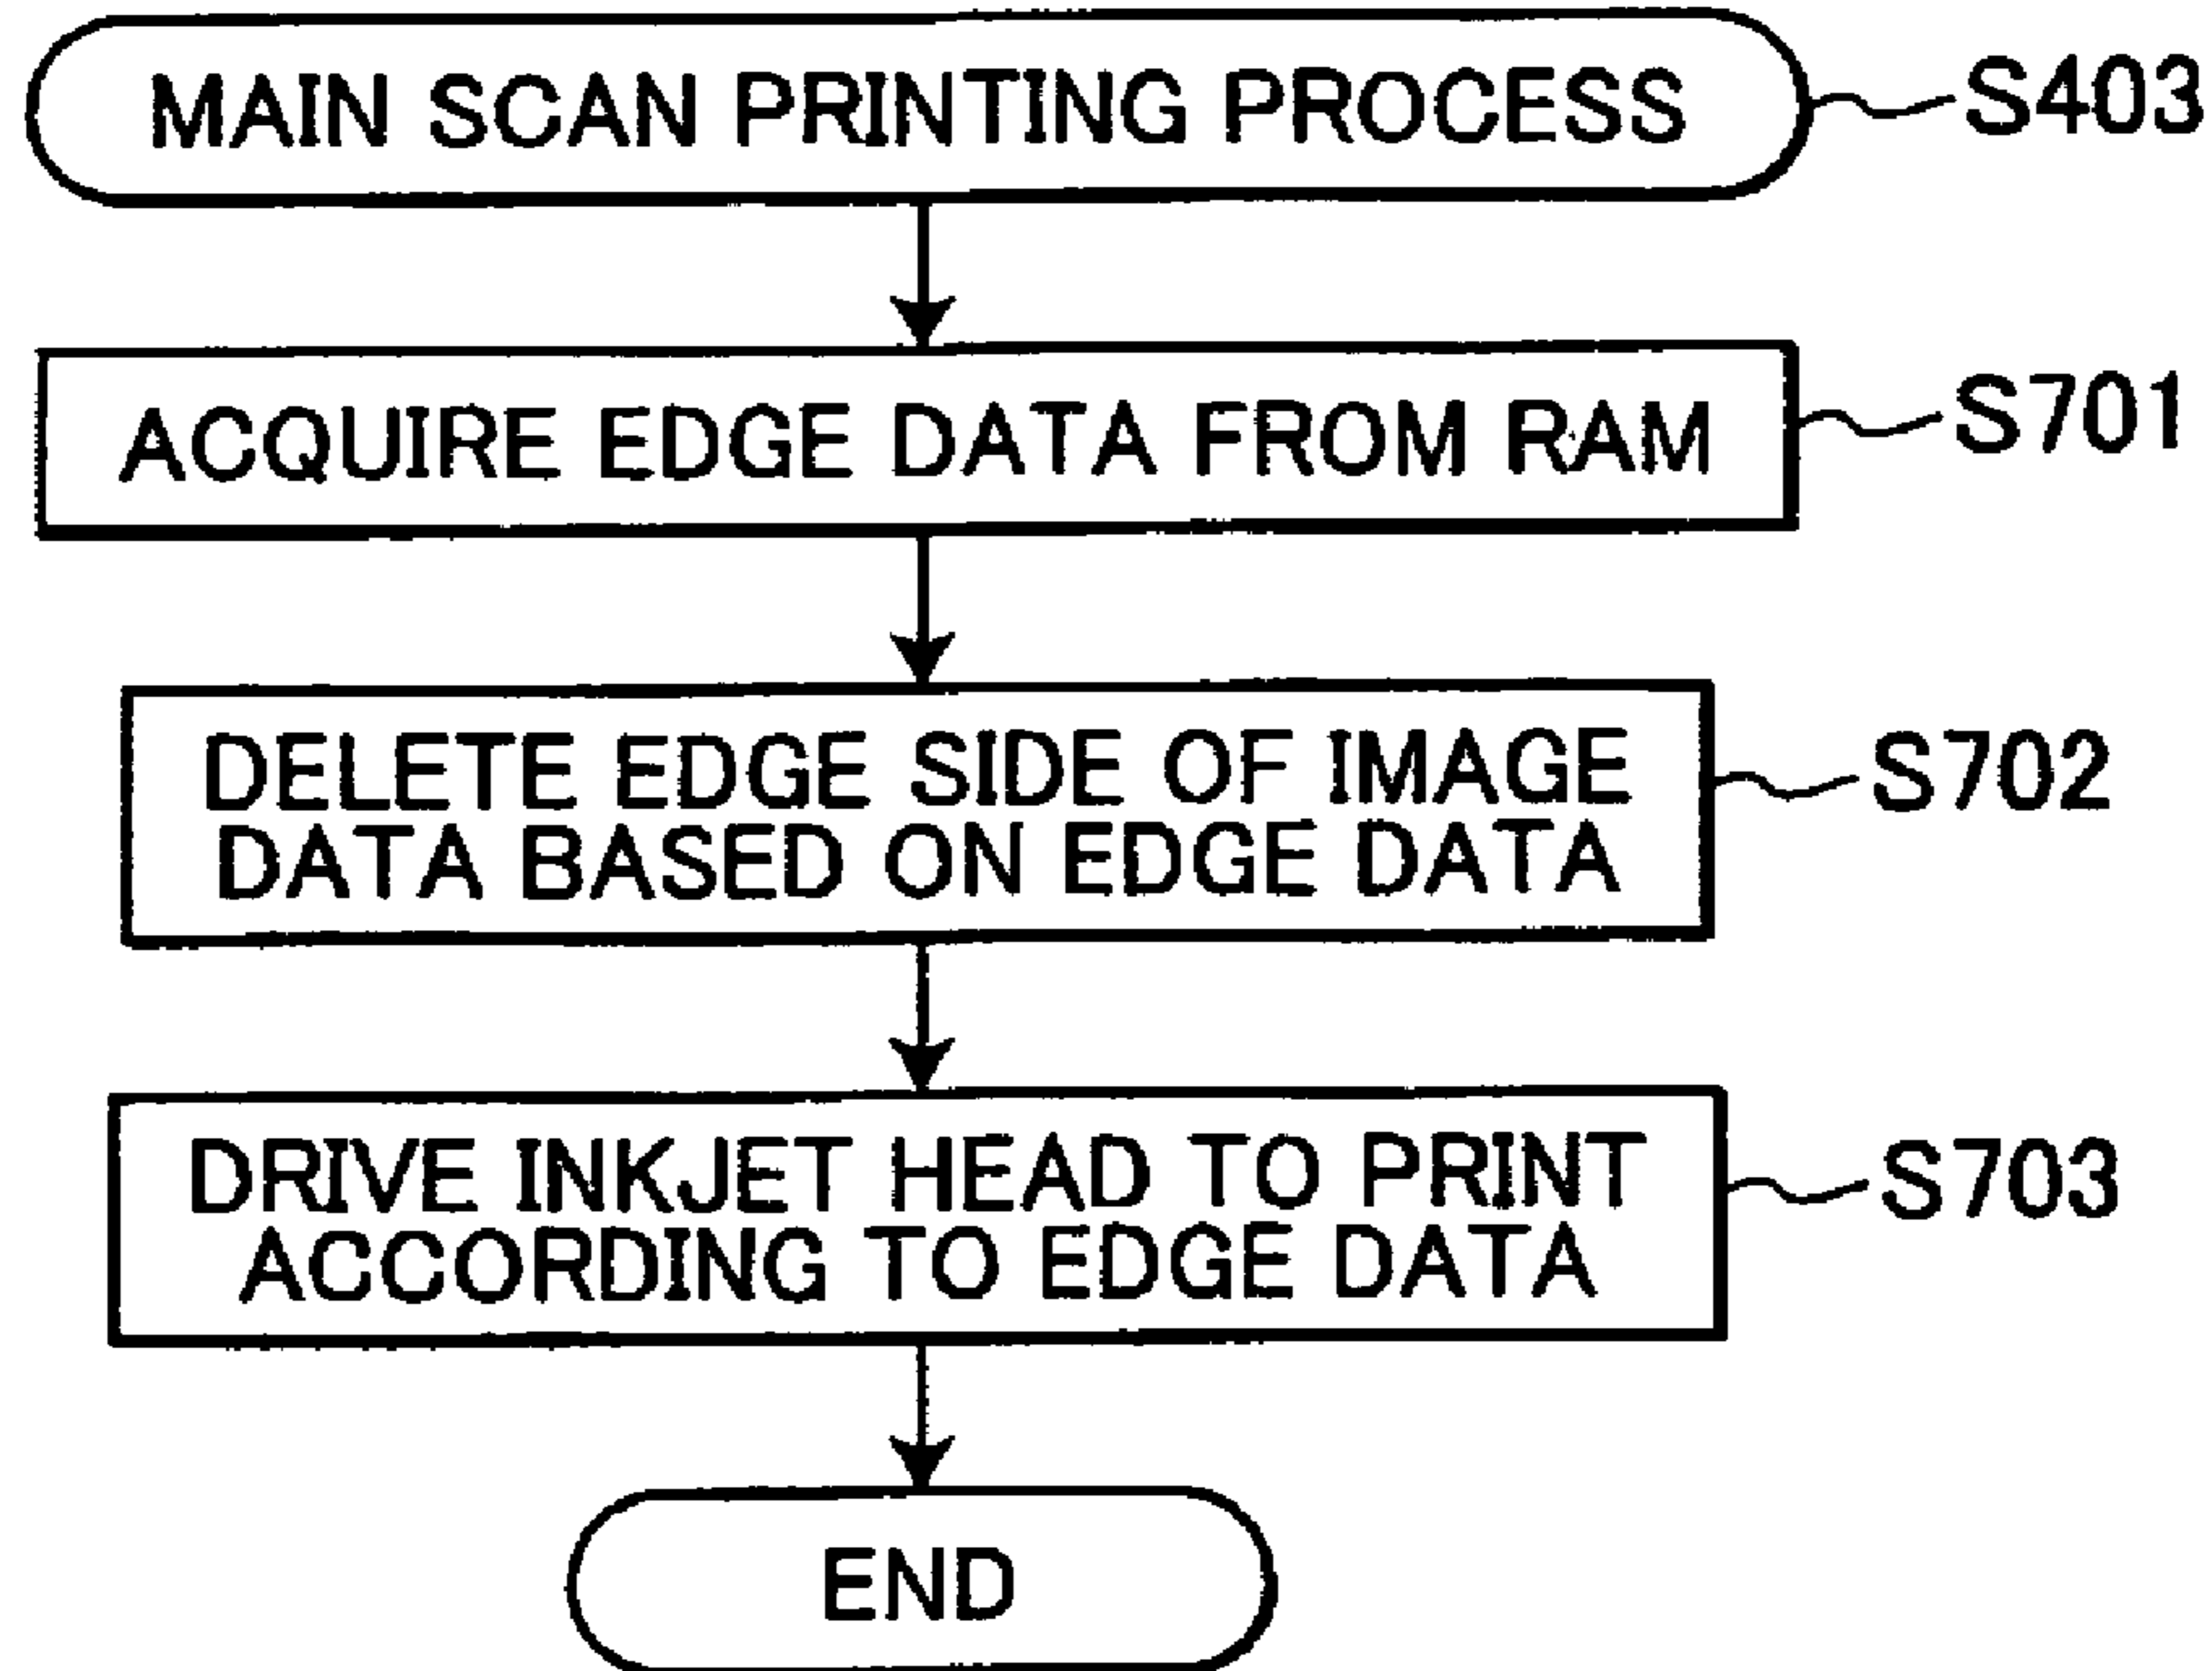 MAIN SCAN PRINTING PROCESS
S403
ACQUIRE EDGE DATA FROM RAM
S701
DELETE EDGE SIDE OF IMAGE
DATA BASED ON EDGE DATA
S702
DRIVE INKJET HEAD TO PRINT
ACCORDING TO EDGE DATA
S703
END